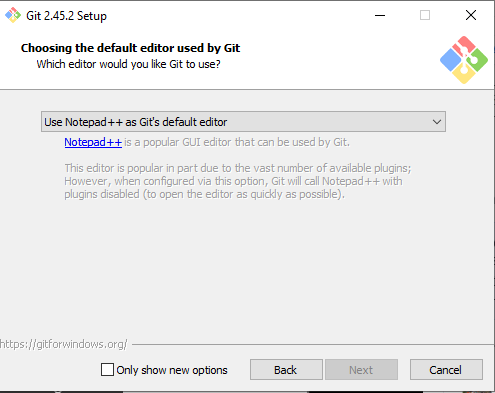 Git 2.45.2 Setup
Choosing the default editor used by Git
Which editor would you like Git to use?
Use Notepad++ as Git's default editor
Notepad++ is a popular GUI editor that can be used by Git.
This editor is popular in part due to the vast number of available plugins;
However, when configured via this option, Git will call Notepad++ with
plugins disabled (to open the editor as quickly as possible).
https://gitforwindows.org/
Only show new options
Back
Next
Cancel